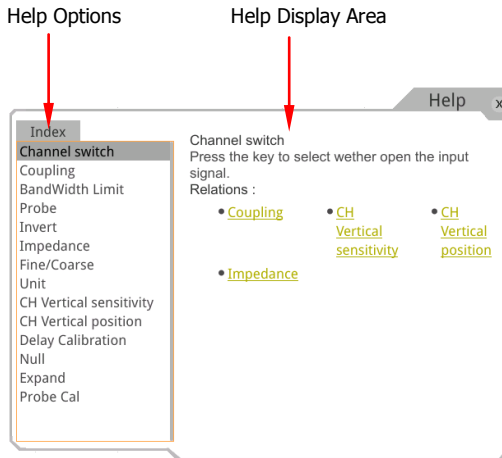 Help Options
Help Display Area
Help
x
Index
Channel switch
Coupling
BandWidth Limit
Probe
Invert
Impedance
Fine/Coarse
Unit
CH Vertical sensitivity
CH Vertical position
Delay Calibration
Null
Expand
Probe Cal
Channel switch
Press the key to select wether open the input
signal.
Relations :
• Coupling
• CH
Vertical
sensitivity
• CH
Vertical
position
• Impedance